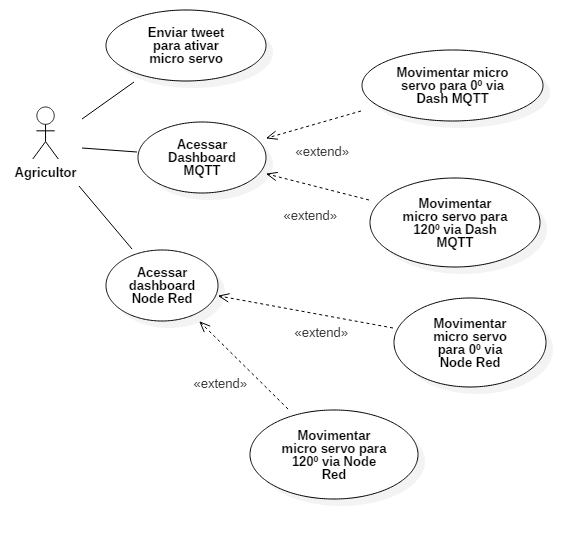 Enviar tweet
para ativar
micro servo
Movimentar micro
servo para 0º via
Dash MQTT
Agricultor
Acessar
Dashboard
MQTT
«extend»
Movimentar
micro servo para
120º via Dash
MQTT
«extend»
Acessar
dashboard
Node Red
Movimentar
micro servo
para 0º via
Node Red
«extend»
«extend»
Movimentar
micro servo para
120º via Node
Red